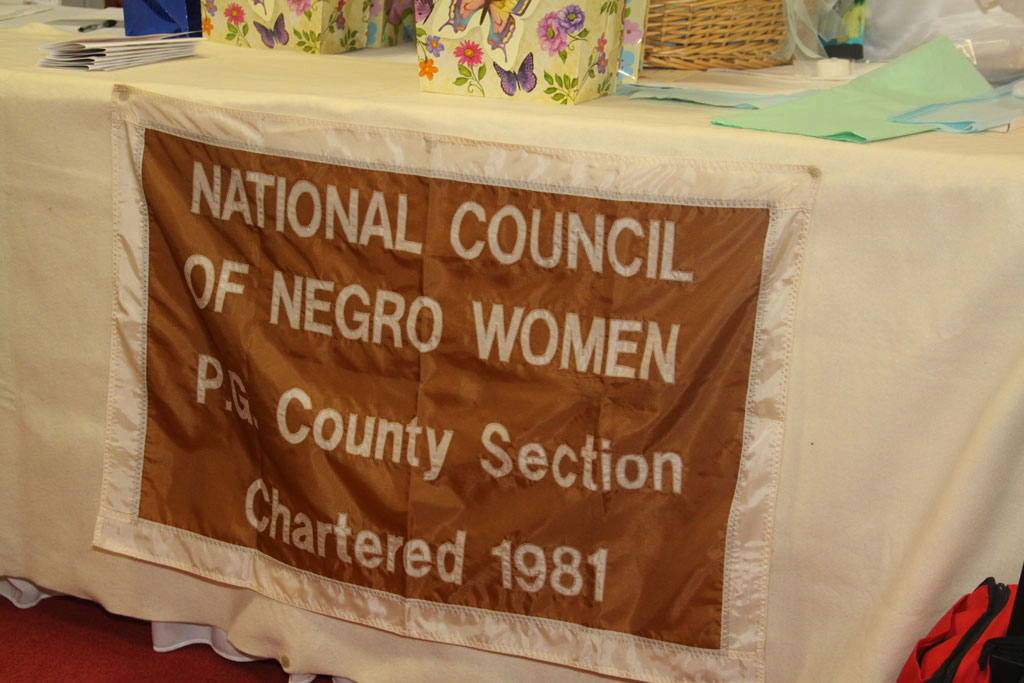 NATIONAL COUNCIL
OF NEGRO WOMEN
P.G. County Section
Chartered 1981